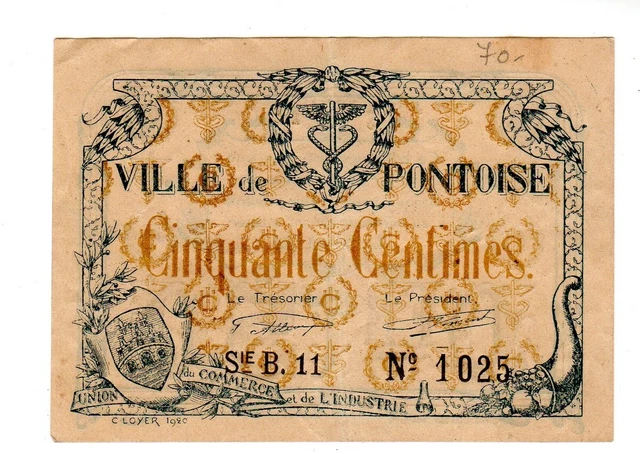 70.-
VILLE de PONTOISE
Cinquante Centimes.
Le Trésorier Le Président
SIE B. 11 No 1025
UNION du COMMERCE et de L'INDUSTRIE
C LOYER 1920